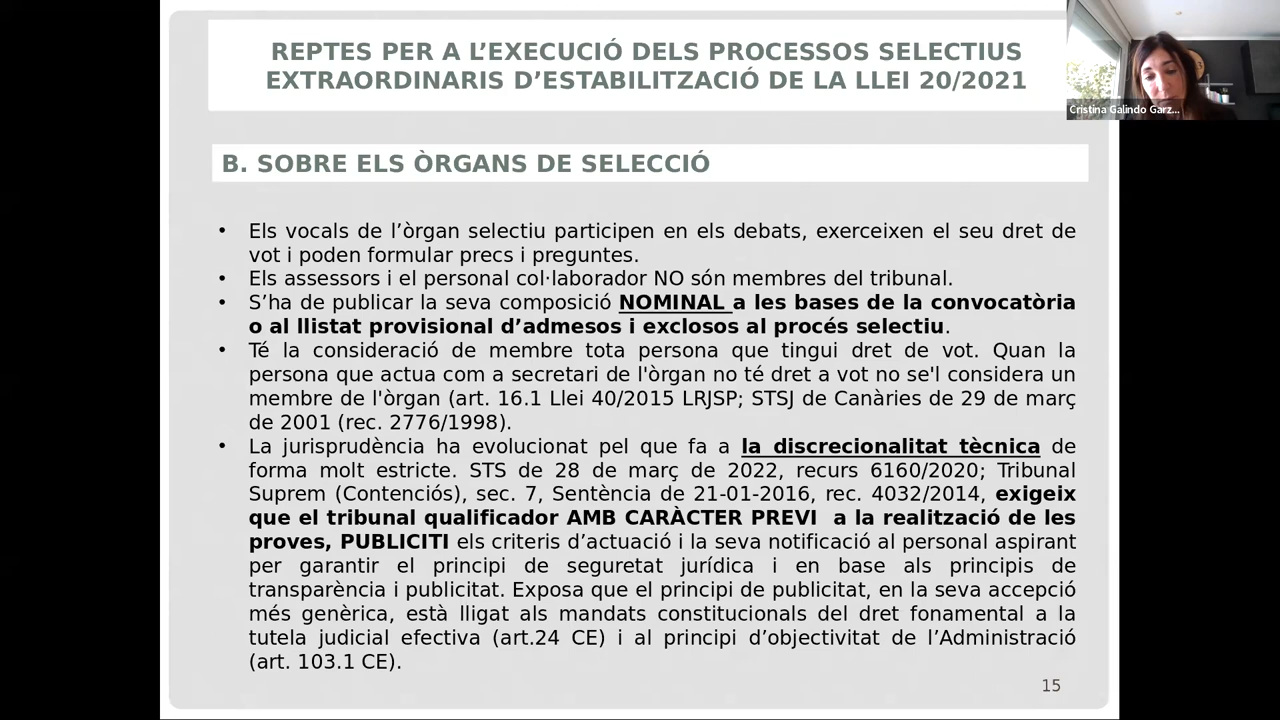 REPTES PER A L’EXECUCIÓ DELS PROCESSOS SELECTIUS
EXTRAORDINARIS D’ESTABILITZACIÓ DE LA LLEI 20/2021
Cristina Galindo Garz...
B. SOBRE ELS ÒRGANS DE SELECCIÓ
• Els vocals de l’òrgan selectiu participen en els debats, exerceixen el seu dret de
vot i poden formular precs i preguntes.
• Els assessors i el personal col·laborador NO són membres del tribunal.
• S’ha de publicar la seva composició NOMINAL a les bases de la convocatòria
o al llistat provisional d’admesos i exclosos al procés selectiu.
• Té la consideració de membre tota persona que tingui dret de vot. Quan la
persona que actua com a secretari de l'òrgan no té dret a vot no se'l considera un
membre de l'òrgan (art. 16.1 Llei 40/2015 LRJSP; STSJ de Canàries de 29 de març
de 2001 (rec. 2776/1998).
• La jurisprudència ha evolucionat pel que fa a la discrecionalitat tècnica de
forma molt estricte. STS de 28 de març de 2022, recurs 6160/2020; Tribunal
Suprem (Contenciós), sec. 7, Sentència de 21-01-2016, rec. 4032/2014, exigeix
que el tribunal qualificador AMB CARÀCTER PREVI a la realització de les
proves, PUBLICITI els criteris d’actuació i la seva notificació al personal aspirant
per garantir el principi de seguretat jurídica i en base als principis de
transparència i publicitat. Exposa que el principi de publicitat, en la seva accepció
més genèrica, està lligat als mandats constitucionals del dret fonamental a la
tutela judicial efectiva (art.24 CE) i al principi d’objectivitat de l’Administració
(art. 103.1 CE).
15